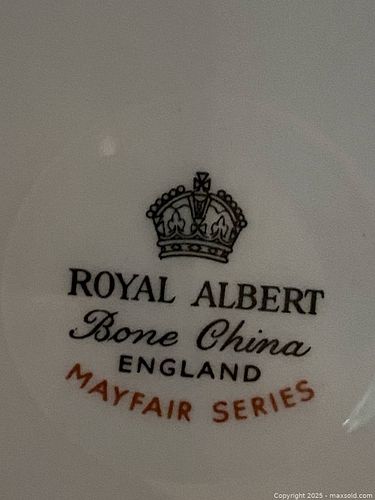 ROYAL ALBERT
Bone China
ENGLAND
MAYFAIR SERIES
Copyright 2025 - maxsold.com